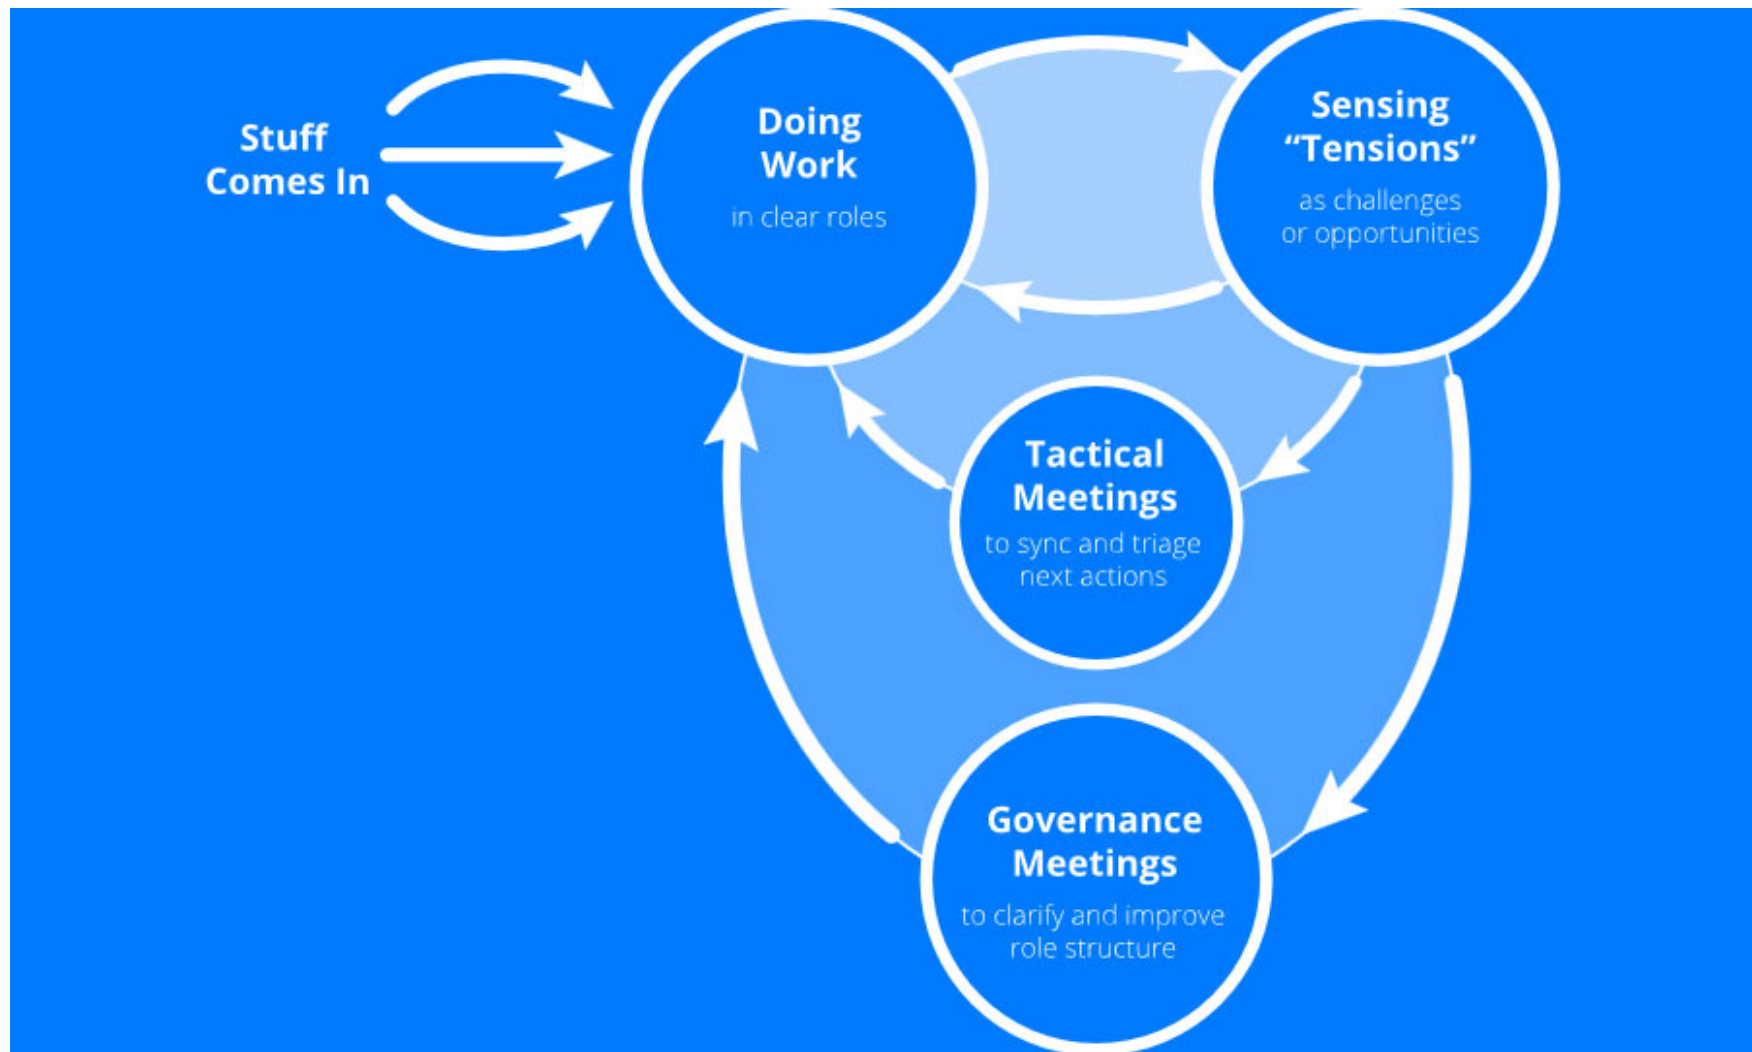 Stuff
Comes In
Doing
Work
in clear roles
Sensing
“Tensions”
as challenges
or opportunities
Tactical
Meetings
to sync and triage
next actions
Governance
Meetings
to clarify and improve
role structure